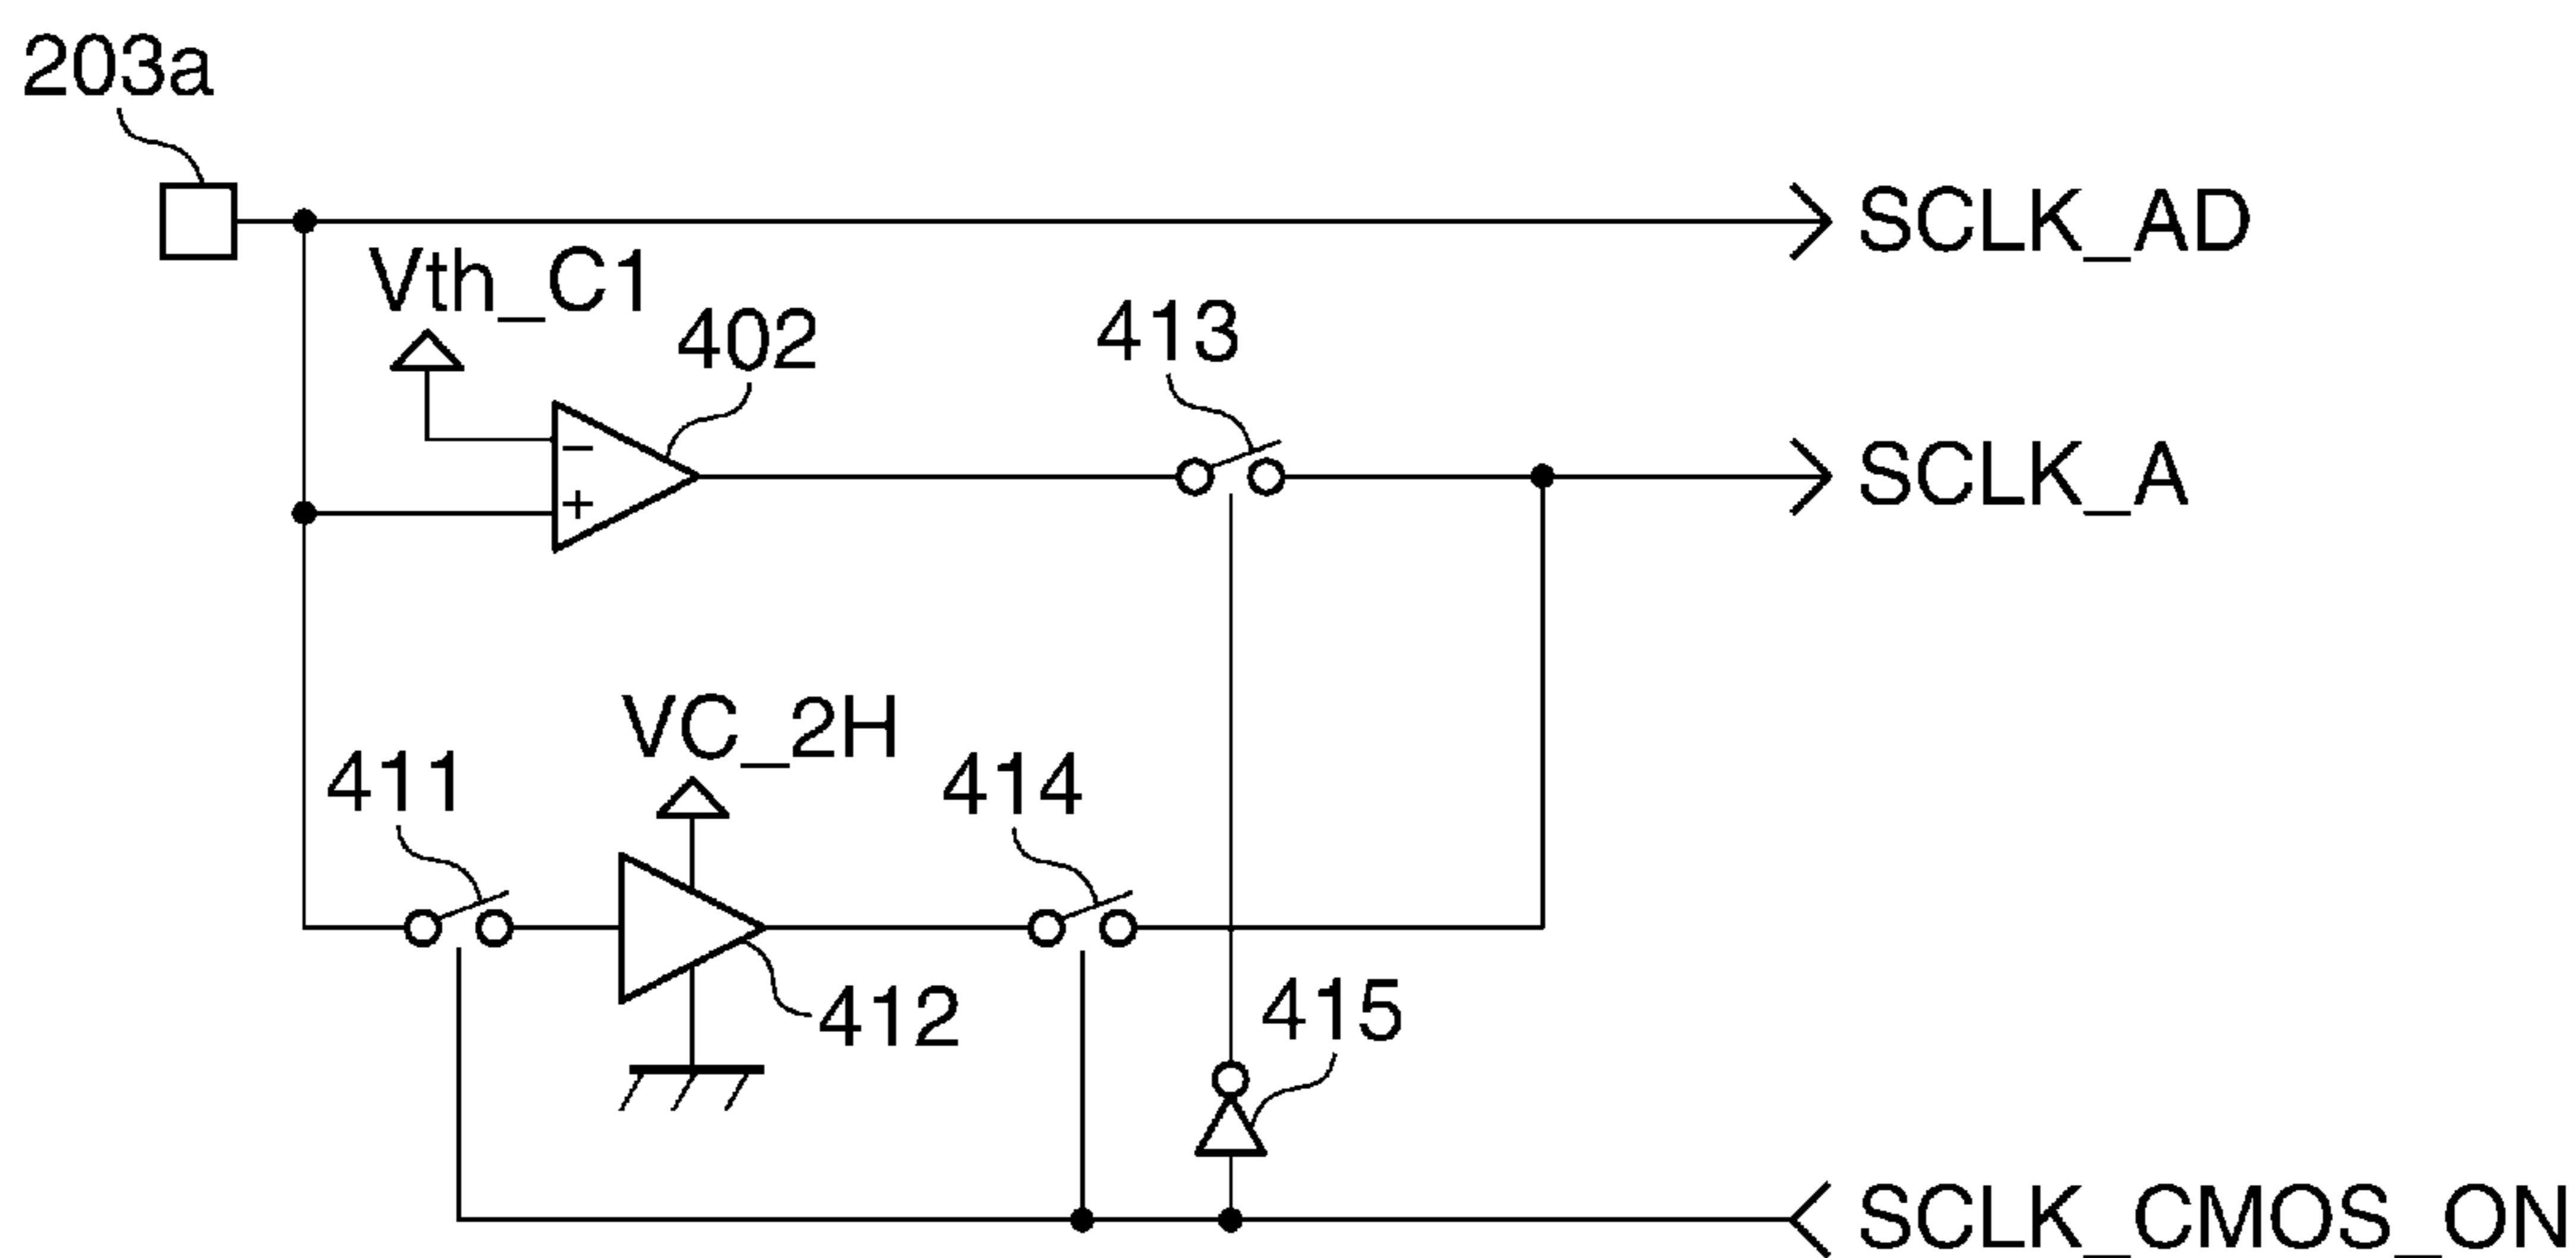 203a
SCLK_AD
Vth_C1
402
413
SCLK_A
−
+
VC_2H
411
414
412
415
SCLK_CMOS_ON